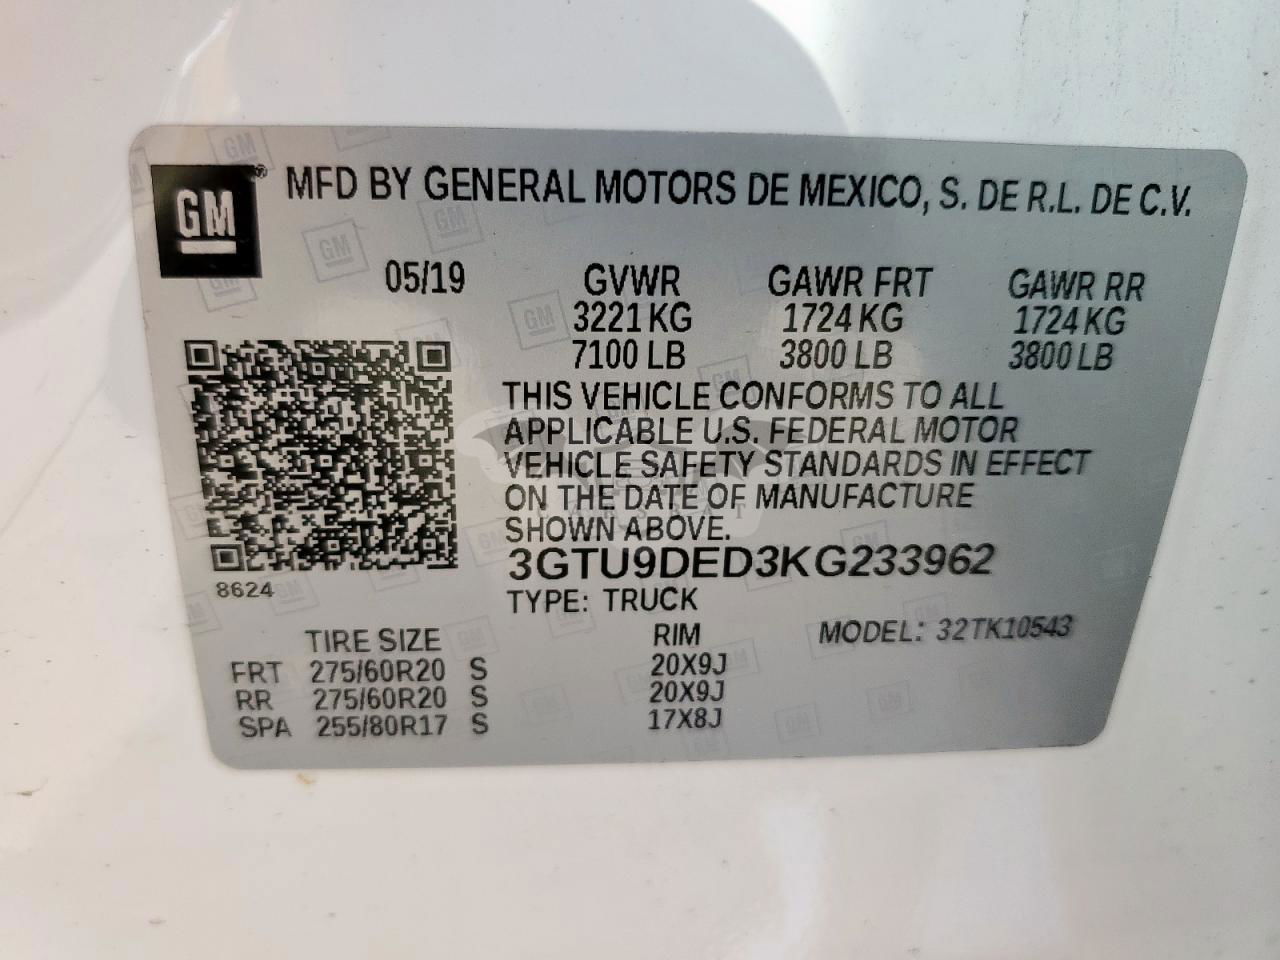 GM® MFD BY GENERAL MOTORS DE MEXICO, S. DE R.L. DE C.V.
05/19 GVWR GAWR FRT GAWR RR
3221 KG 1724 KG 1724 KG
7100 LB 3800 LB 3800 LB
THIS VEHICLE CONFORMS TO ALL
APPLICABLE U.S. FEDERAL MOTOR
VEHICLE SAFETY STANDARDS IN EFFECT
ON THE DATE OF MANUFACTURE
SHOWN ABOVE.
3GTU9DED3KG233962
8624
TYPE: TRUCK
TIRE SIZE RIM MODEL: 32TK10543
FRT 275/60R20 S 20X9J
RR 275/60R20 S 20X9J
SPA 255/80R17 S 17X8J